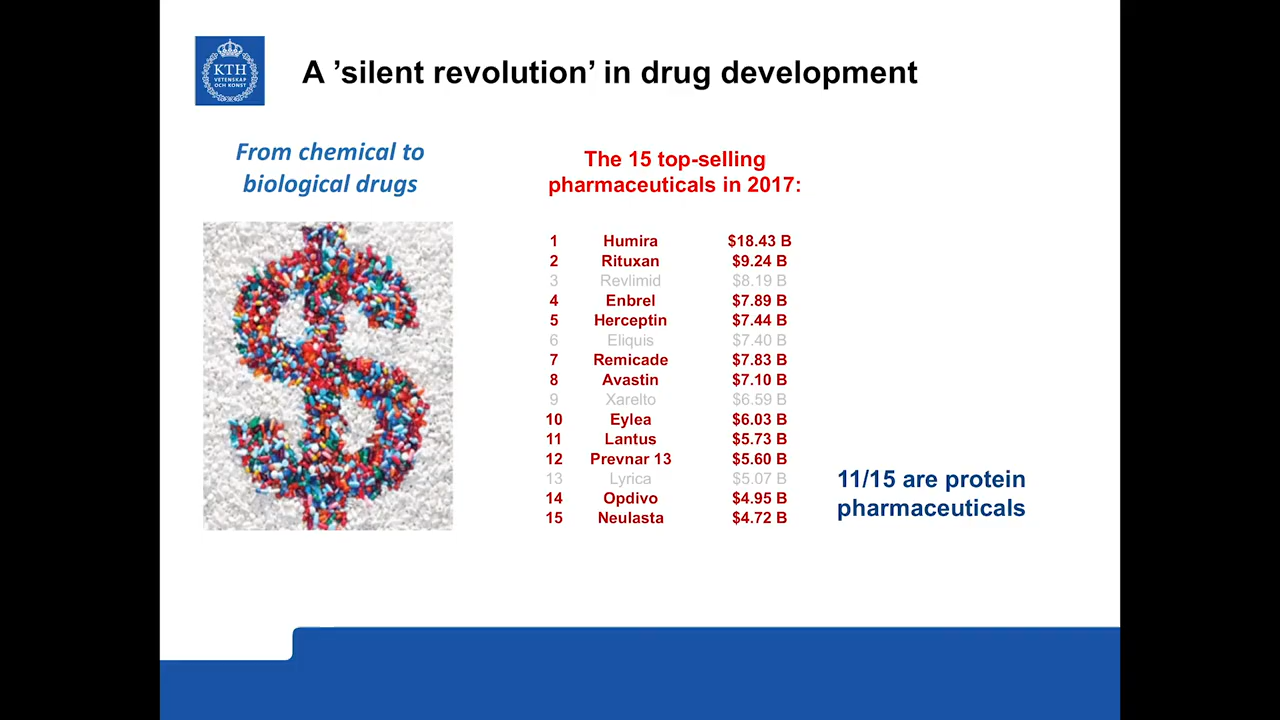 KTH
VETENSKAP
OCH KONST
A ’silent revolution’ in drug development
From chemical to
biological drugs
The 15 top-selling
pharmaceuticals in 2017:
1 Humira $18.43 B
2 Rituxan $9.24 B
3 Revlimid $8.19 B
4 Enbrel $7.89 B
5 Herceptin $7.44 B
6 Eliquis $7.40 B
7 Remicade $7.83 B
8 Avastin $7.10 B
9 Xarelto $6.59 B
10 Eylea $6.03 B
11 Lantus $5.73 B
12 Prevnar 13 $5.60 B
13 Lyrica $5.07 B
14 Opdivo $4.95 B
15 Neulasta $4.72 B
11/15 are protein
pharmaceuticals